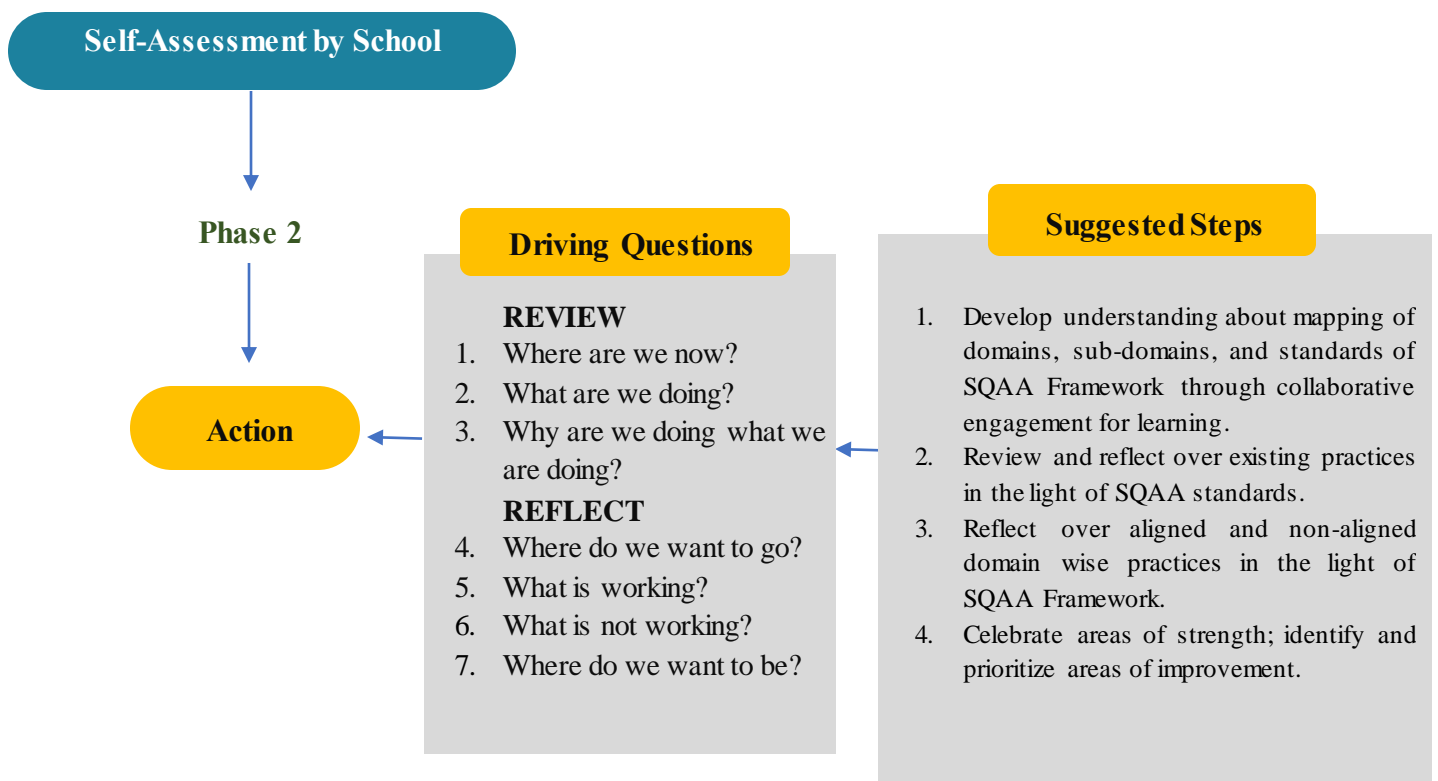 Self-Assessment by School
Phase 2
Action
Driving Questions
REVIEW
1. Where are we now?
2. What are we doing?
3. Why are we doing what we
are doing?
REFLECT
4. Where do we want to go?
5. What is working?
6. What is not working?
7. Where do we want to be?
Suggested Steps
1. Develop understanding about mapping of
domains, sub-domains, and standards of
SQAA Framework through collaborative
engagement for learning.
2. Review and reflect over existing practices
in the light of SQAA standards.
3. Reflect over aligned and non-aligned
domain wise practices in the light of
SQAA Framework.
4. Celebrate areas of strength; identify and
prioritize areas of improvement.